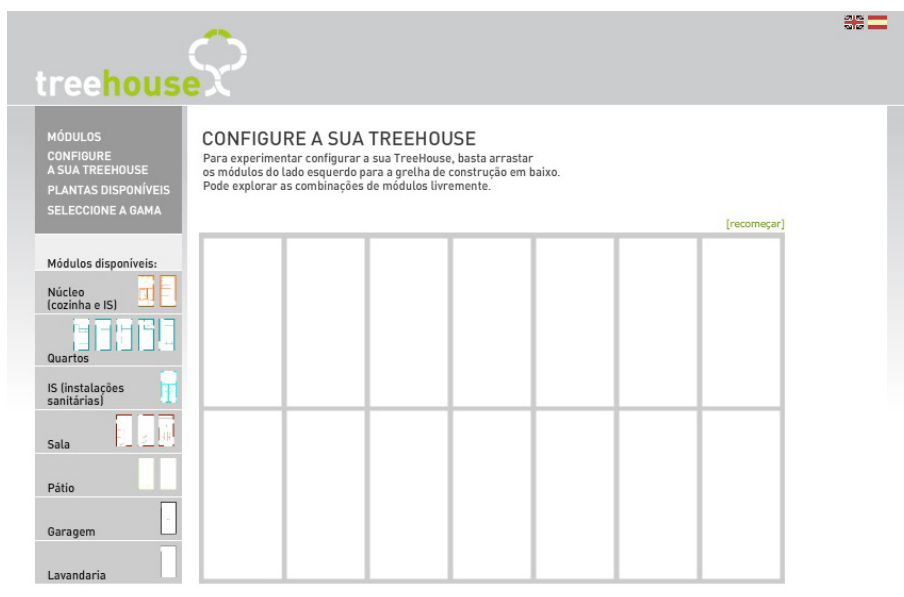 treehouse
MÓDULOS
CONFIGURE
A SUA TREEHOUSE
PLANTAS DISPONÍVEIS
SELECCIONE A GAMA
CONFIGURE A SUA TREEHOUSE
Para experimentar configurar a sua TreeHouse, basta arrastar
os módulos do lado esquerdo para a grelha de construção em baixo.
Pode explorar as combinações de módulos livremente.
[recomeçar]
Módulos disponíveis:
Núcleo
(cozinha e IS)
Quartos
IS (instalações
sanitárias)
Sala
Pátio
Garagem
Lavandaria